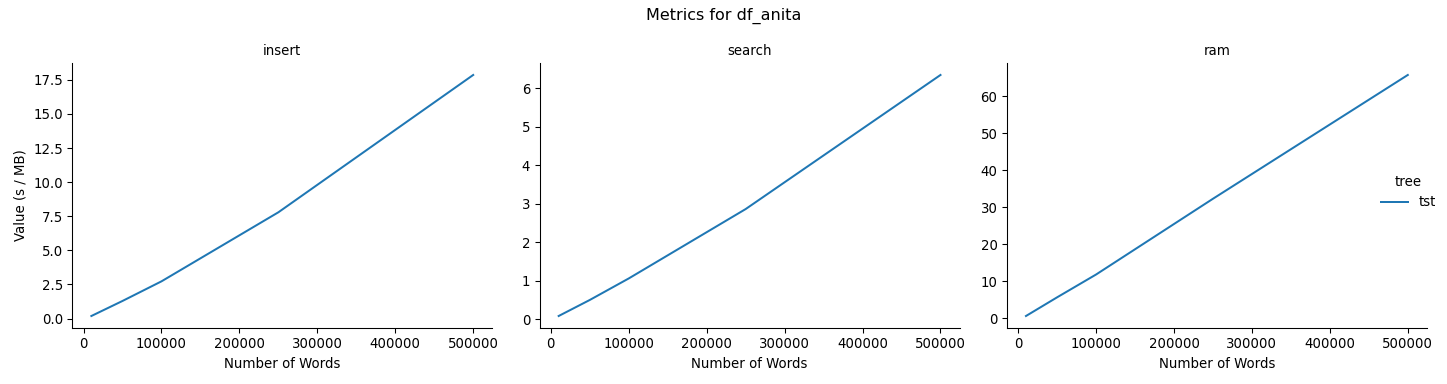 Metrics for df_anita
insert
search
ram
Value (s / MB)
17.5
15.0
12.5
10.0
7.5
5.0
2.5
0.0
0 100000 200000 300000 400000 500000
Number of Words
6
5
4
3
2
1
0
0 100000 200000 300000 400000 500000
Number of Words
60
50
40
30
20
10
0
0 100000 200000 300000 400000 500000
Number of Words
tree
tst